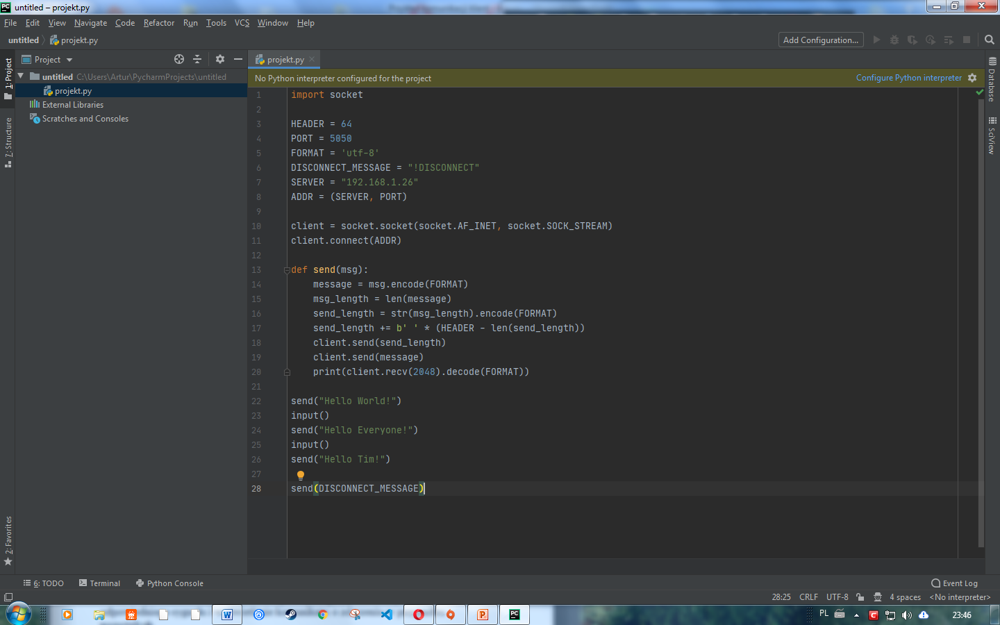 untitled – projekt.py
File Edit View Navigate Code Refactor Run Tools VCS Window Help
untitled projekt.py Add Configuration...
1: Project
Project
projekt.py
untitled C:\Users\Artur\PycharmProjects\untitled
projekt.py
External Libraries
Scratches and Consoles
7: Structure
2: Favorites
No Python interpreter configured for the project Configure Python interpreter
1 import socket
2
3 HEADER = 64
4 PORT = 5050
5 FORMAT = 'utf-8'
6 DISCONNECT_MESSAGE = "!DISCONNECT"
7 SERVER = "192.168.1.26"
8 ADDR = (SERVER, PORT)
9
10 client = socket.socket(socket.AF_INET, socket.SOCK_STREAM)
11 client.connect(ADDR)
12
13 def send(msg):
14     message = msg.encode(FORMAT)
15     msg_length = len(message)
16     send_length = str(msg_length).encode(FORMAT)
17     send_length += b' ' * (HEADER - len(send_length))
18     client.send(send_length)
19     client.send(message)
20     print(client.recv(2048).decode(FORMAT))
21
22 send("Hello World!")
23 input()
24 send("Hello Everyone!")
25 input()
26 send("Hello Tim!")
27
28 send(DISCONNECT_MESSAGE)
Database
SciView
6: TODO Terminal Python Console Event Log
28:25 CRLF UTF-8 4 spaces <No interpreter>
PL 23:46